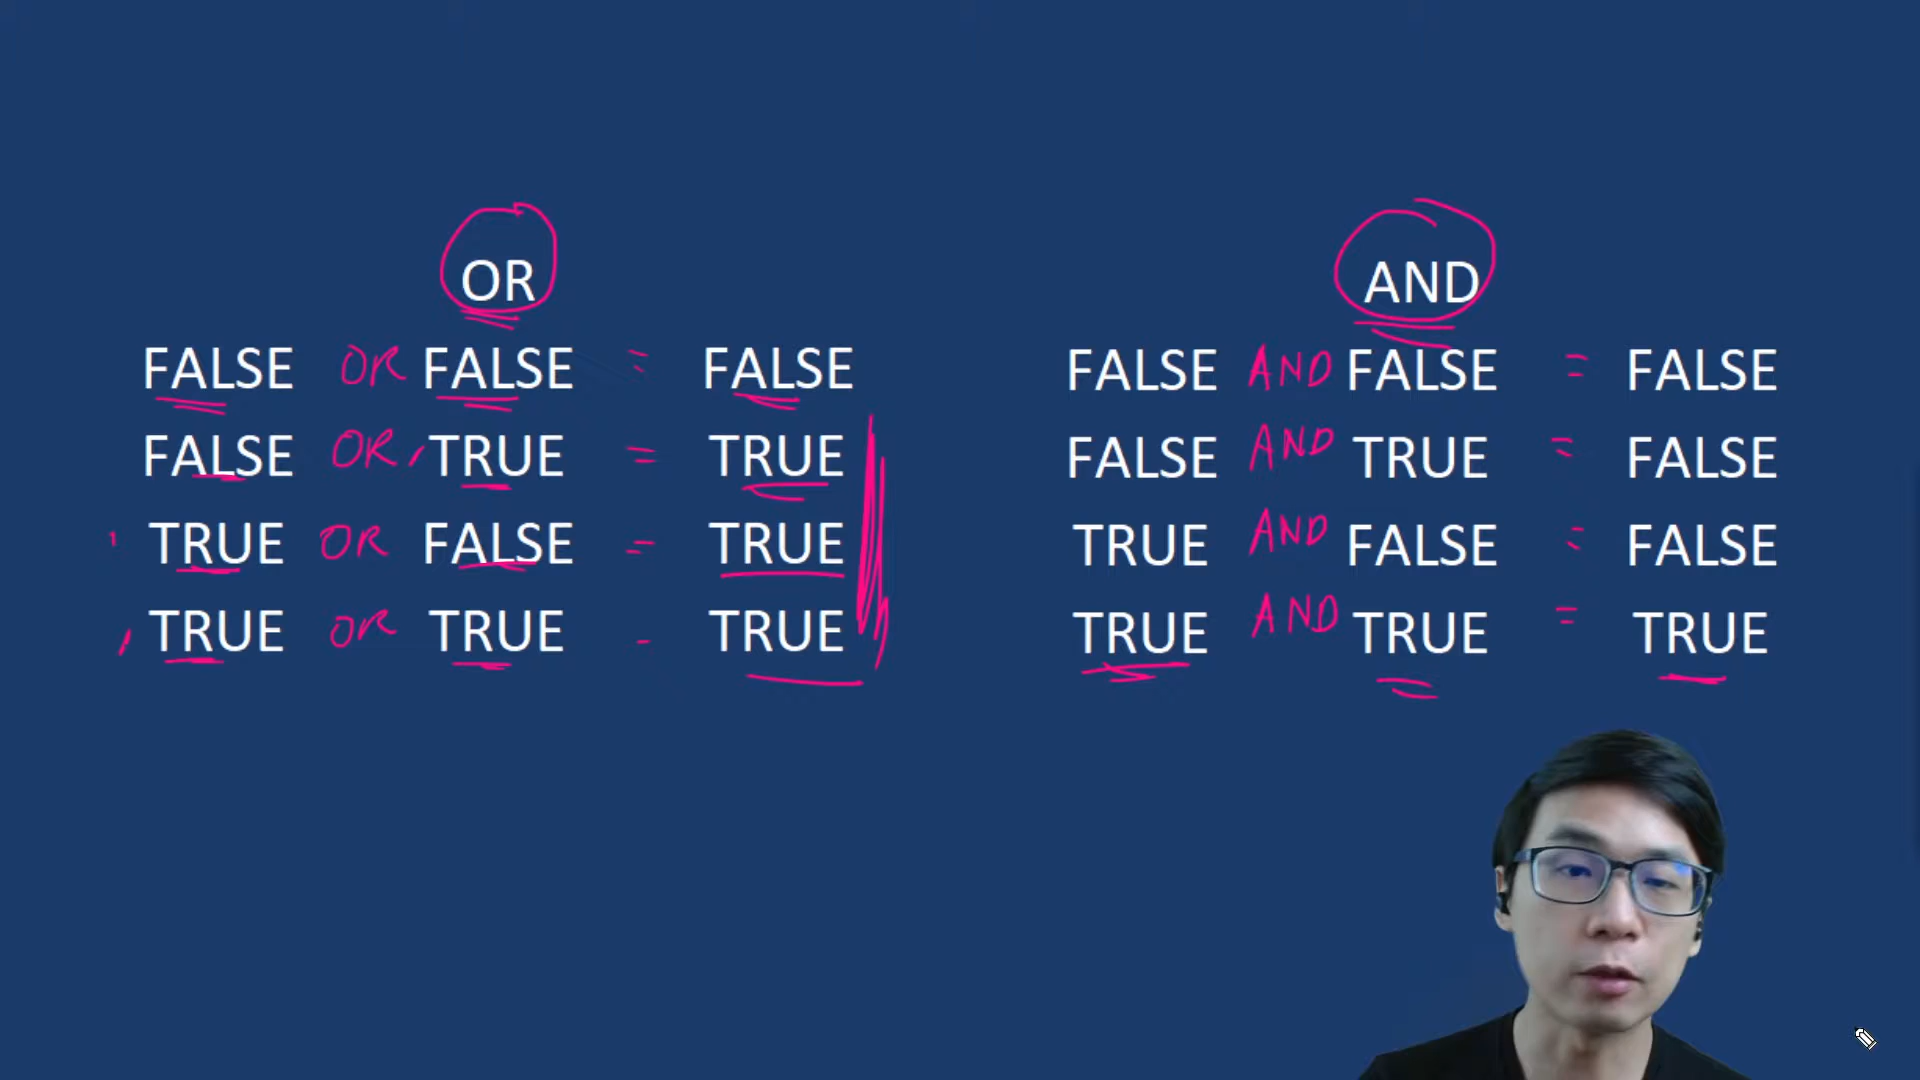 OR
FALSE OR FALSE = FALSE
FALSE OR TRUE = TRUE
TRUE OR FALSE = TRUE
TRUE OR TRUE - TRUE
AND
FALSE AND FALSE = FALSE
FALSE AND TRUE = FALSE
TRUE AND FALSE = FALSE
TRUE AND TRUE = TRUE